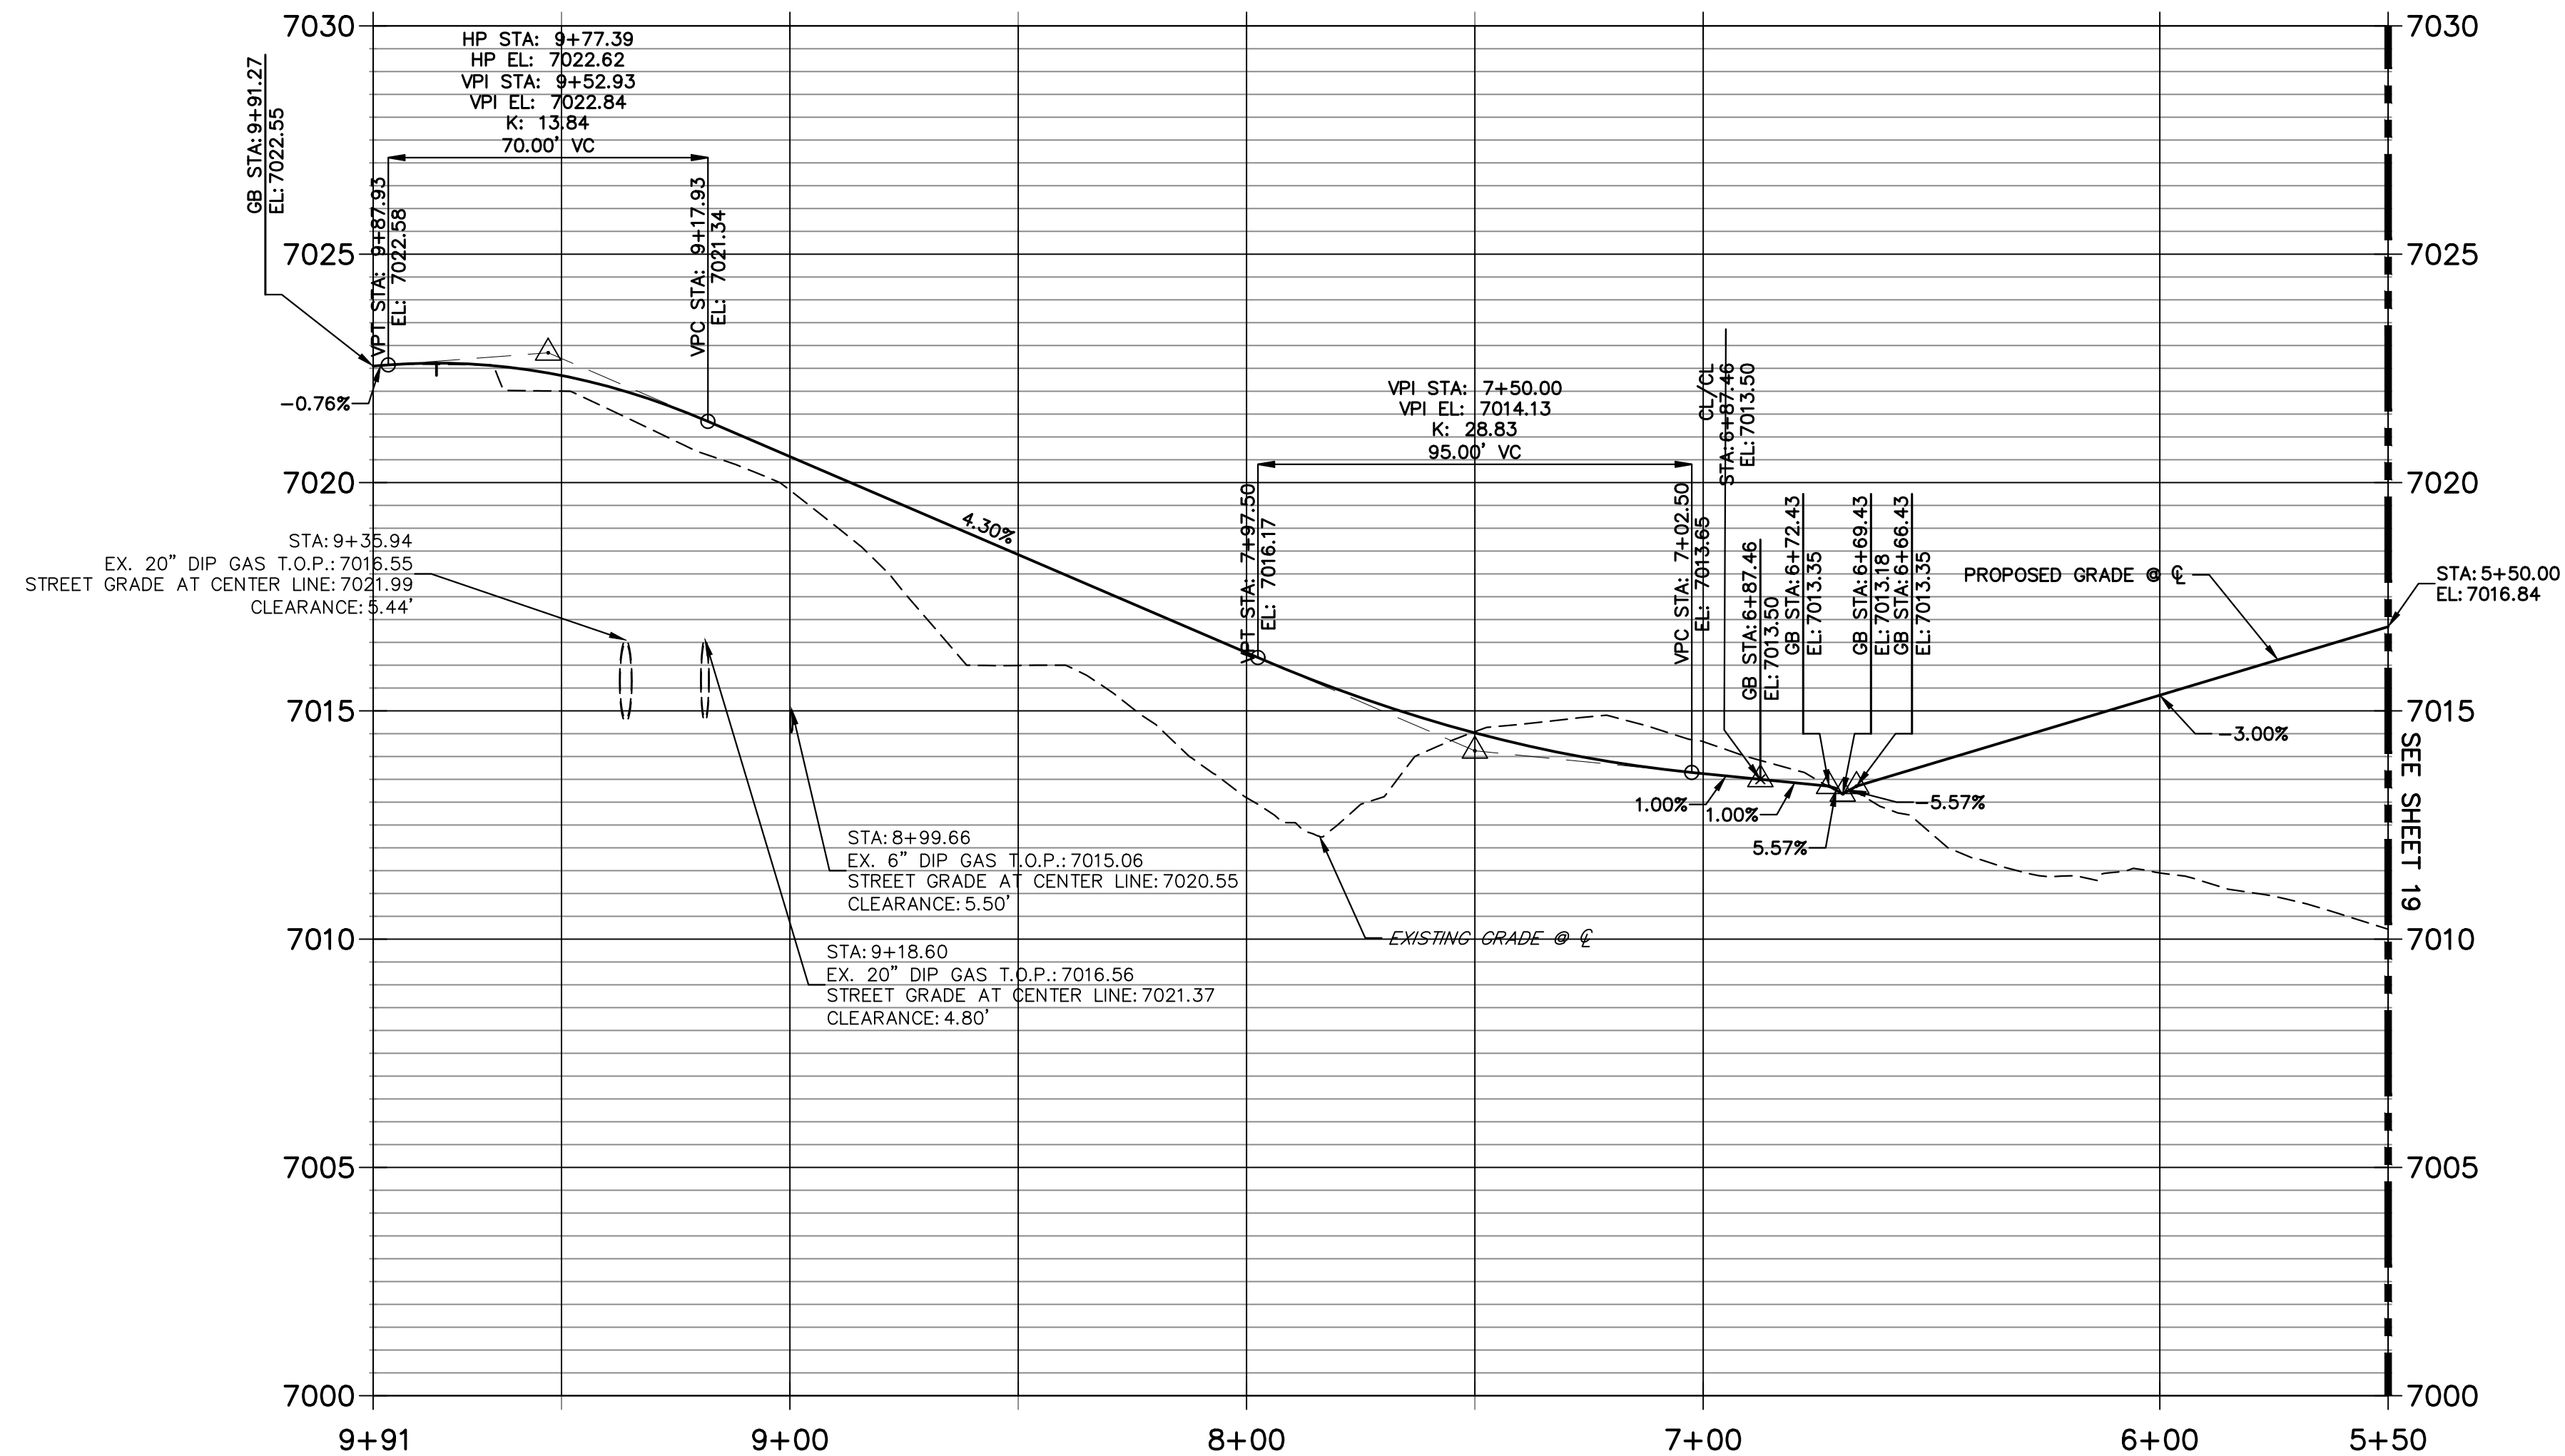 7030
7030
HP STA: 9+77.39
HP EL: 7022.62
VPI STA: 9+52.93
VPI EL: 7022.84
K: 13.84
70.00' VC
GB STA: 9+91.27
EL: 7022.55
VPT STA: 9+87.93
EL: 7022.58
VPC STA: 9+17.93
EL: 7021.34
7025
7025
-0.76%
VPI STA: 7+50.00
VPI EL: 7014.13
K: 28.83
95.00' VC
CL/CL
STA: 6+87.46
EL: 7013.50
7020
7020
4.30%
STA: 9+35.94
EX. 20" DIP GAS T.O.P.: 7016.55
STREET GRADE AT CENTER LINE: 7021.99
CLEARANCE: 5.44'
VPT STA: 7+97.50
EL: 7016.17
VPC STA: 7+02.50
EL: 7013.65
GB STA: 6+87.46
EL: 7013.50
GB STA: 6+72.43
EL: 7013.35
GB STA: 6+69.43
EL: 7013.18
GB STA: 6+66.43
EL: 7013.35
PROPOSED GRADE @ ℄
STA: 5+50.00
EL: 7016.84
7015
7015
-3.00%
SEE SHEET 19
1.00%
1.00%
-5.57%
5.57%
STA: 8+99.66
EX. 6" DIP GAS T.O.P.: 7015.06
STREET GRADE AT CENTER LINE: 7020.55
CLEARANCE: 5.50'
7010
EXISTING GRADE @ ℄
7010
STA: 9+18.60
EX. 20" DIP GAS T.O.P.: 7016.56
STREET GRADE AT CENTER LINE: 7021.37
CLEARANCE: 4.80'
7005
7005
7000
7000
9+91
9+00
8+00
7+00
6+00
5+50